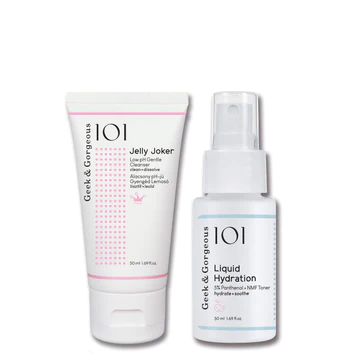 Geek & Gorgeous
101
Jelly Joker
Low pH Gentle
Cleanser
clean+dissolve
Alacsony pH-jú
Gyengéd Lemosó
tisztít+leold
50 ml 1.69 fl.oz.
Geek & Gorgeous
101
Liquid
Hydration
5% Panthenol + NMF Toner
hydrate+soothe
50 ml 1.69 fl.oz.